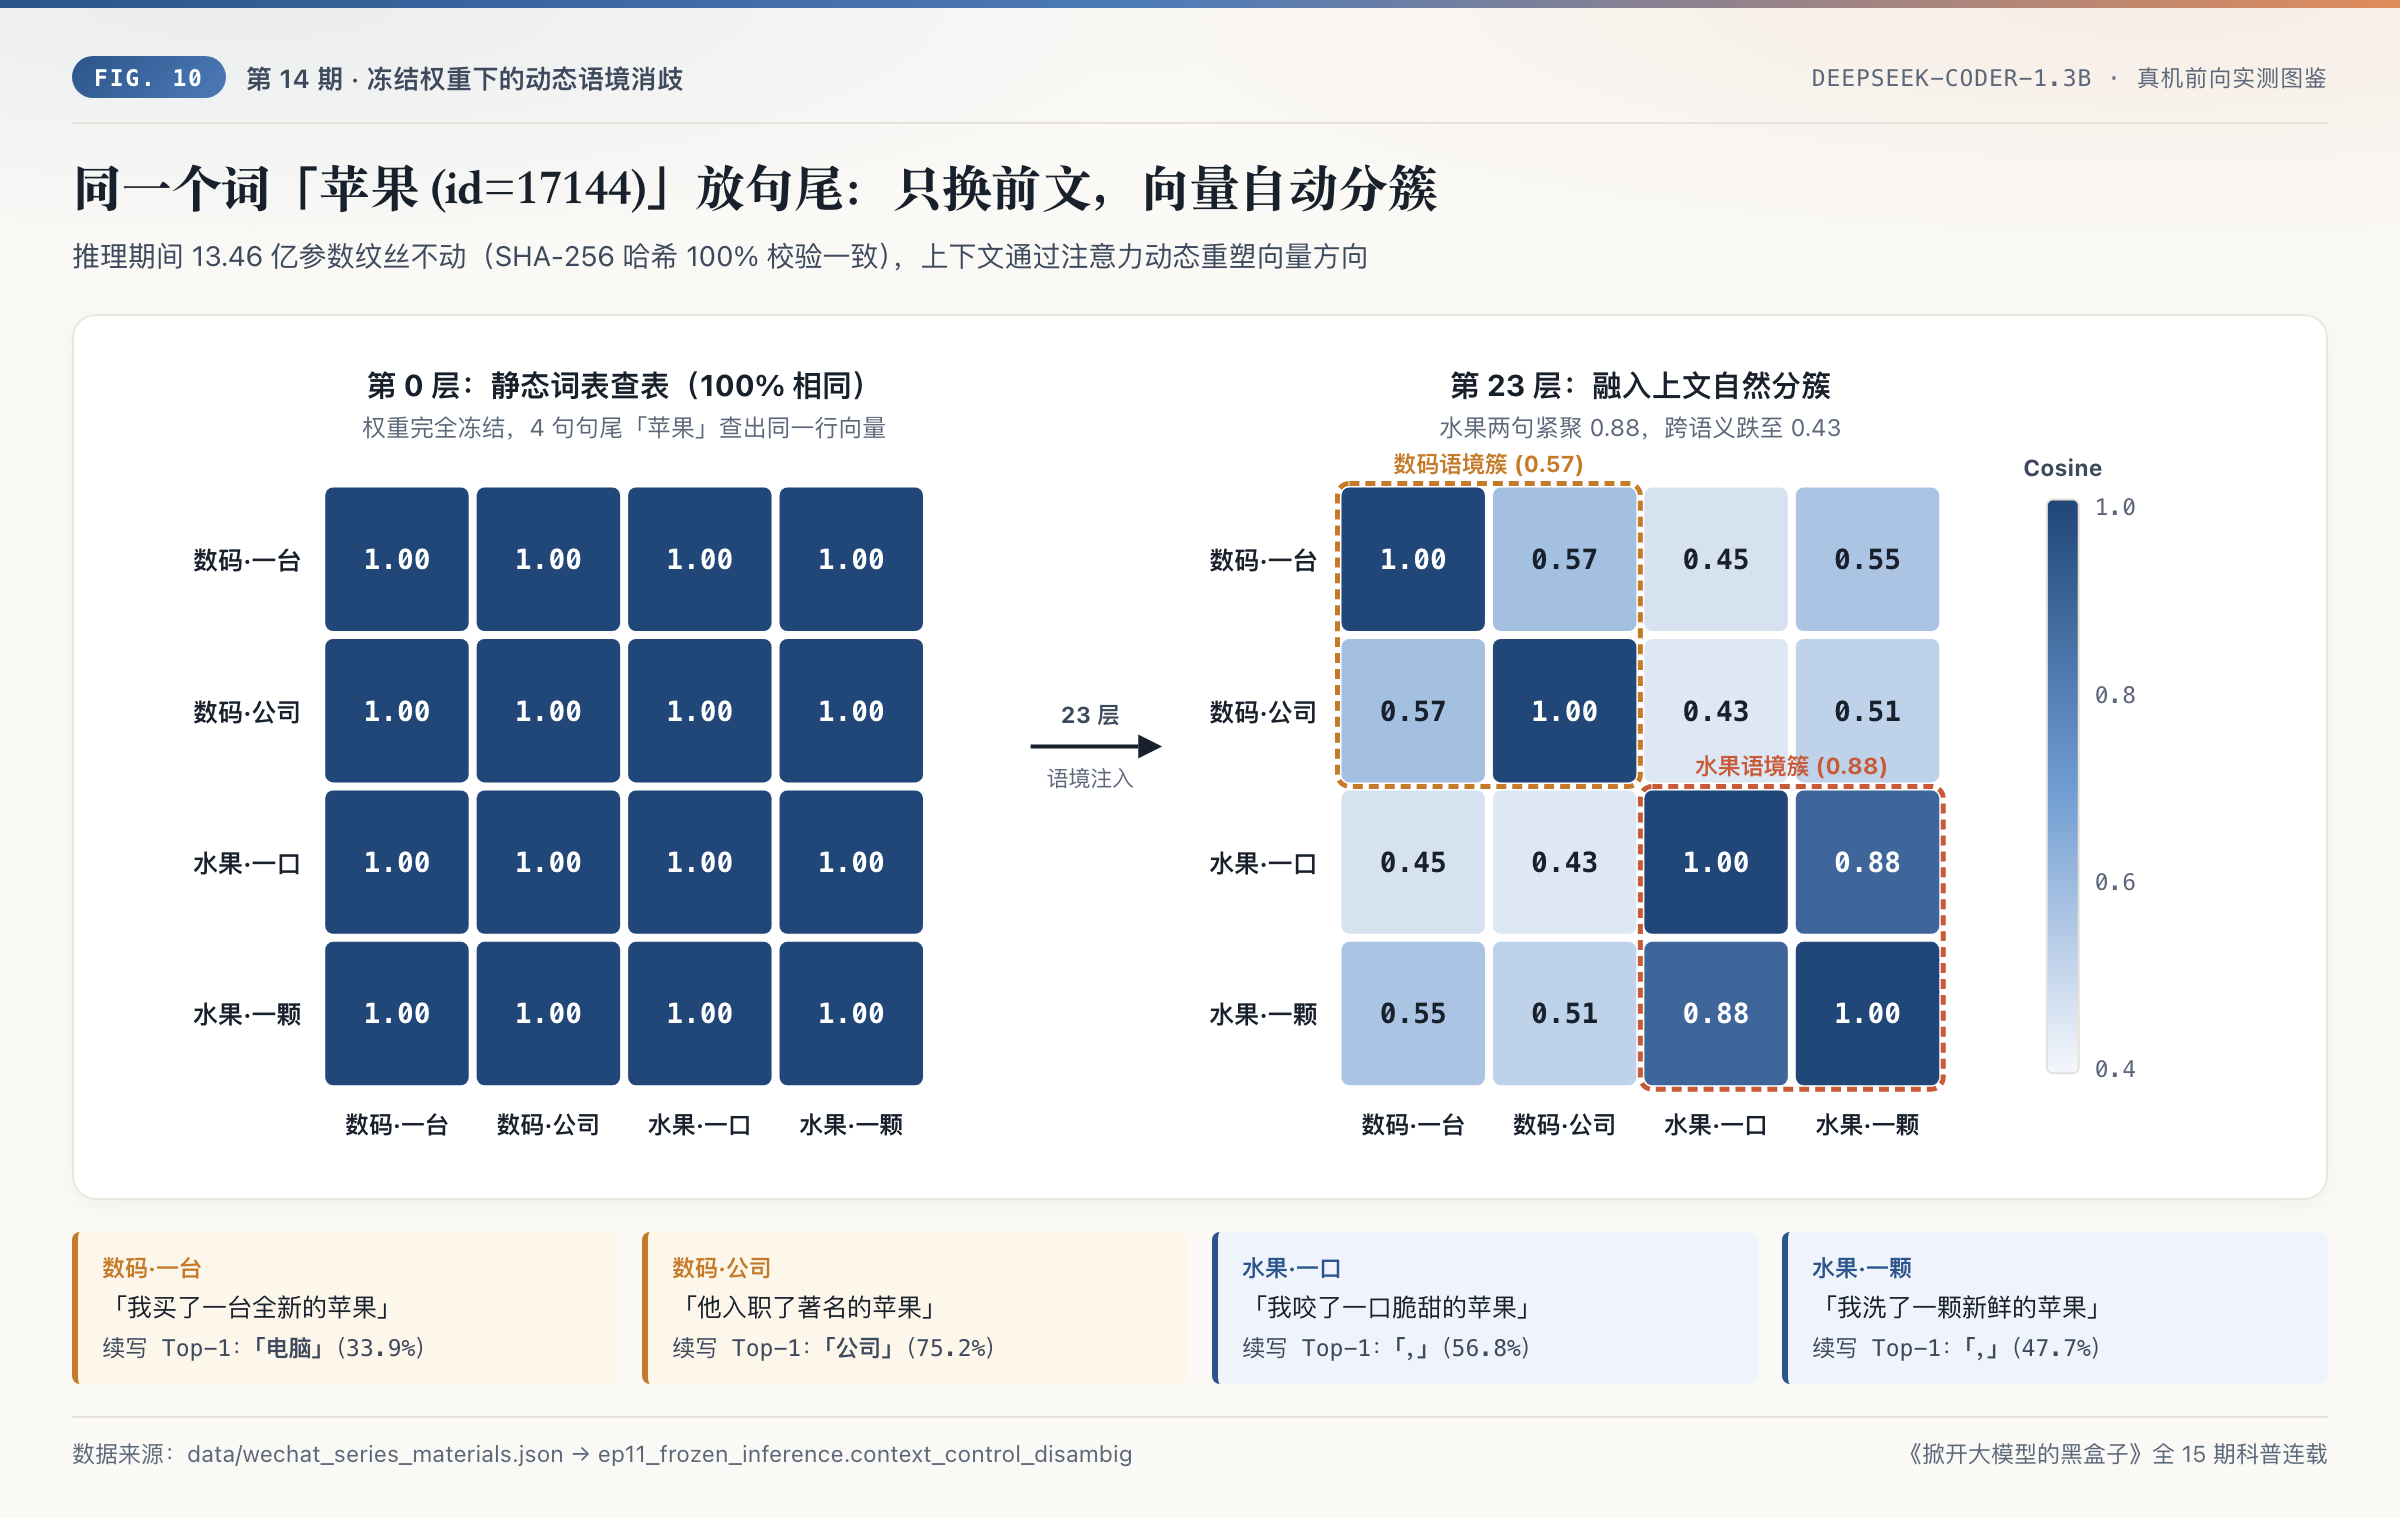 FIG. 10
第 14 期 · 冻结权重下的动态语境消歧
DEEPSEEK-CODER-1.3B · 真机前向实测图鉴
同一个词「苹果 (id=17144)」放句尾：只换前文，向量自动分簇
推理期间 13.46 亿参数纹丝不动（SHA-256 哈希 100% 校验一致），上下文通过注意力动态重塑向量方向
第 0 层：静态词表查表（100% 相同）
权重完全冻结，4 句句尾「苹果」查出同一行向量
数码·一台 1.00 1.00 1.00 1.00
数码·公司 1.00 1.00 1.00 1.00
水果·一口 1.00 1.00 1.00 1.00
水果·一颗 1.00 1.00 1.00 1.00
数码·一台 数码·公司 水果·一口 水果·一颗
23 层
语境注入
第 23 层：融入上文自然分簇
水果两句紧聚 0.88，跨语义跌至 0.43
数码语境簇 (0.57)
数码·一台 1.00 0.57 0.45 0.55
数码·公司 0.57 1.00 0.43 0.51
水果语境簇 (0.88)
水果·一口 0.45 0.43 1.00 0.88
水果·一颗 0.55 0.51 0.88 1.00
数码·一台 数码·公司 水果·一口 水果·一颗
Cosine
1.0
0.8
0.6
0.4
数码·一台
「我买了一台全新的苹果」
续写 Top-1：「电脑」（33.9%）
数码·公司
「他入职了著名的苹果」
续写 Top-1：「公司」（75.2%）
水果·一口
「我咬了一口脆甜的苹果」
续写 Top-1：「，」（56.8%）
水果·一颗
「我洗了一颗新鲜的苹果」
续写 Top-1：「，」（47.7%）
数据来源：data/wechat_series_materials.json → ep11_frozen_inference.context_control_disambig
《掀开大模型的黑盒子》全 15 期科普连载